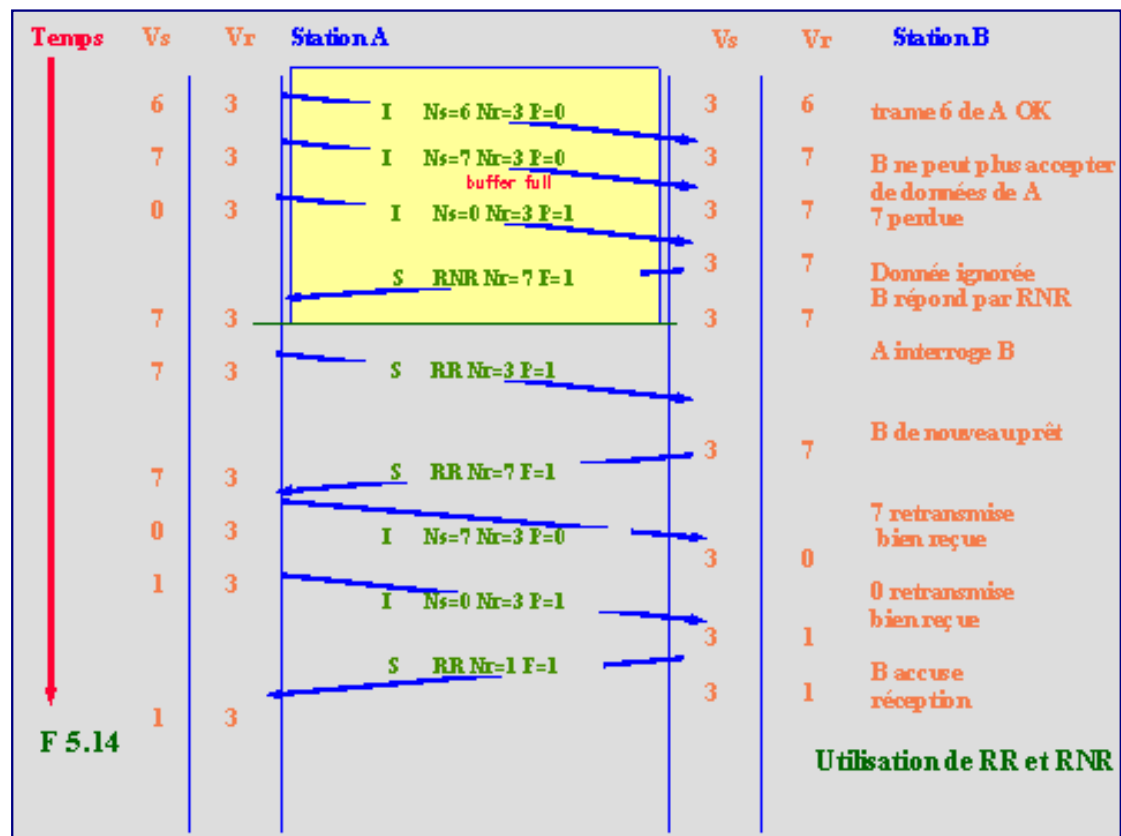 Temps Vs Vr Station A Vs Vr Station B
6 3 I Ns=6 Nr=3 P=0 3 6 trame 6 de A OK
7 3 I Ns=7 Nr=3 P=0 3 7 B ne peut plus accepter
buffer full de données de A
0 3 I Ns=0 Nr=3 P=1 3 7 7 perdue
S RNR Nr=7 F=1 3 7 Donnée ignorée
B répond par RNR
7 3 3 7
A interroge B
7 3 S RR Nr=3 P=1
B de nouveau prêt
3 7
7 3 S RR Nr=7 F=1
7 retransmise
0 3 I Ns=7 Nr=3 P=0 bien reçue
3 0
1 3 0 retransmise
I Ns=0 Nr=3 P=1 bien reçue
3 1
S RR Nr=1 F=1 B accuse
3 1 réception
1 3
F 5.14
Utilisation de RR et RNR